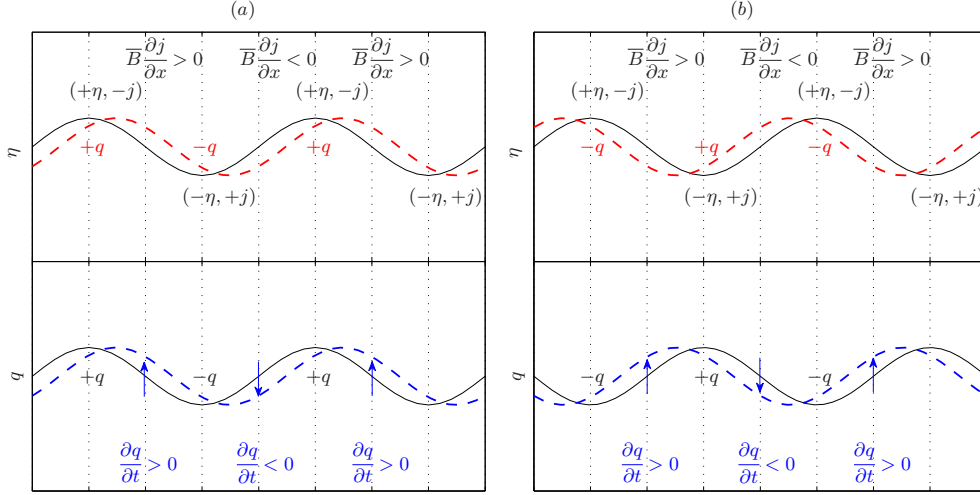 (a)
B̅ ∂j/∂x > 0 B̅ ∂j/∂x < 0 B̅ ∂j/∂x > 0
(+η, −j) (+η, −j)
η
+q −q +q
(−η, +j) (−η, +j)
q
+q −q +q
∂q/∂t > 0 ∂q/∂t < 0 ∂q/∂t > 0
(b)
B̅ ∂j/∂x > 0 B̅ ∂j/∂x < 0 B̅ ∂j/∂x > 0
(+η, −j) (+η, −j)
η
−q +q −q
(−η, +j) (−η, +j)
q
−q +q −q
∂q/∂t > 0 ∂q/∂t < 0 ∂q/∂t > 0